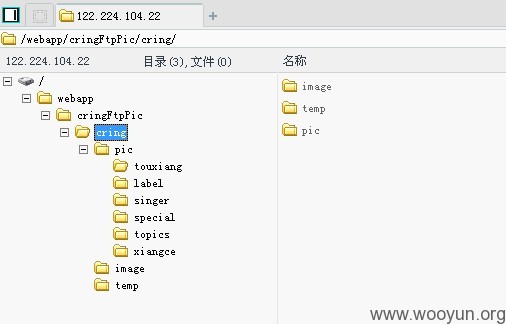 122.224.104.22
/webapp/cringFtpPic/cring/
122.224.104.22 目录(3),文件(0) 名称
/
webapp
cringFtpPic
cring
pic
touxiang
label
singer
special
topics
xiangce
image
temp
image
temp
pic
www.wooyun.org